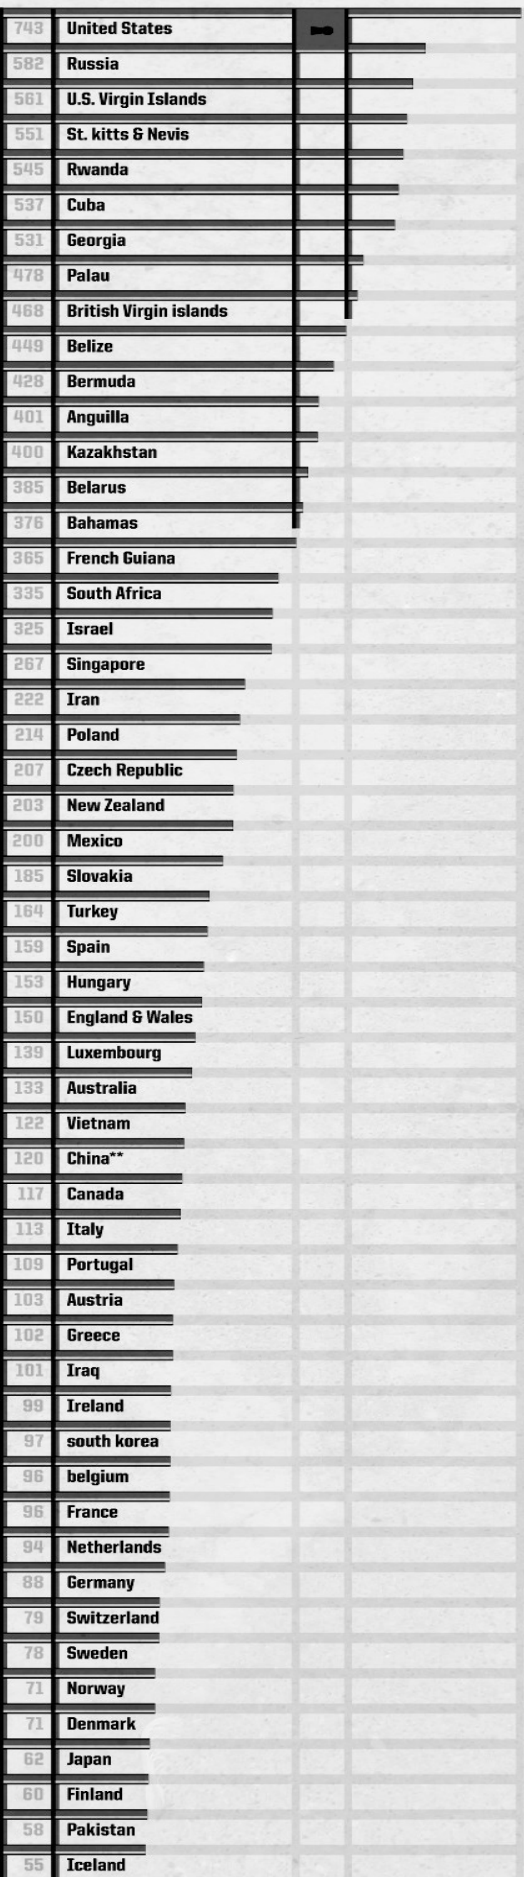 743 United States
582 Russia
561 U.S. Virgin Islands
551 St. kitts & Nevis
545 Rwanda
537 Cuba
531 Georgia
478 Palau
468 British Virgin islands
449 Belize
428 Bermuda
401 Anguilla
400 Kazakhstan
385 Belarus
376 Bahamas
365 French Guiana
335 South Africa
325 Israel
267 Singapore
222 Iran
214 Poland
207 Czech Republic
203 New Zealand
200 Mexico
185 Slovakia
164 Turkey
159 Spain
153 Hungary
150 England & Wales
139 Luxembourg
133 Australia
122 Vietnam
120 China**
117 Canada
113 Italy
109 Portugal
103 Austria
102 Greece
101 Iraq
99 Ireland
97 south korea
96 belgium
96 France
94 Netherlands
88 Germany
79 Switzerland
78 Sweden
71 Norway
71 Denmark
62 Japan
60 Finland
58 Pakistan
55 Iceland